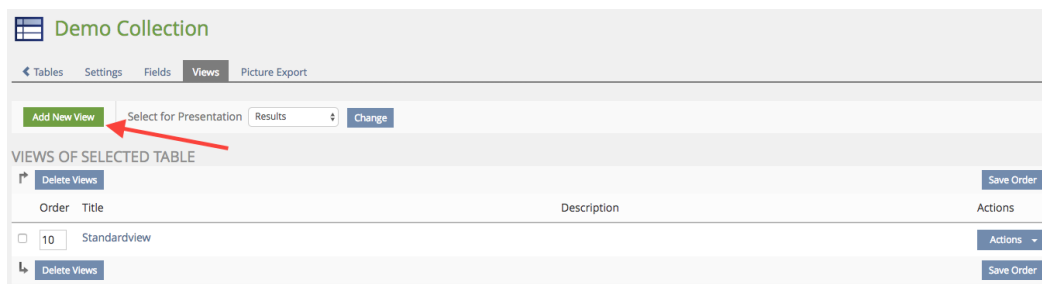 Demo Collection
Tables Settings Fields Views Picture Export
Add New View Select for Presentation Results Change
VIEWS OF SELECTED TABLE
Delete Views Save Order
Order Title Description Actions
10 Standardview Actions
Delete Views Save Order